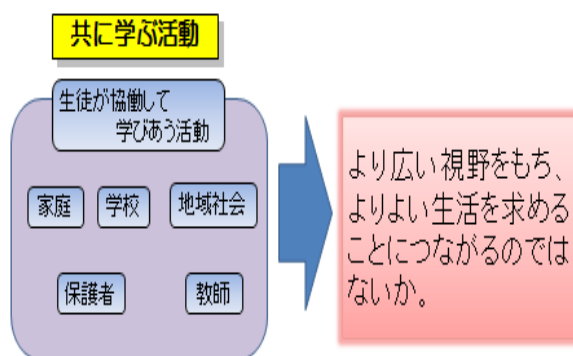 共に学ぶ活動
生徒が協働して
学びあう活動
家庭 学校 地域社会
保護者 教師
より広い視野をもち、
よりよい生活を求める
ことにつながるのでは
ないか。